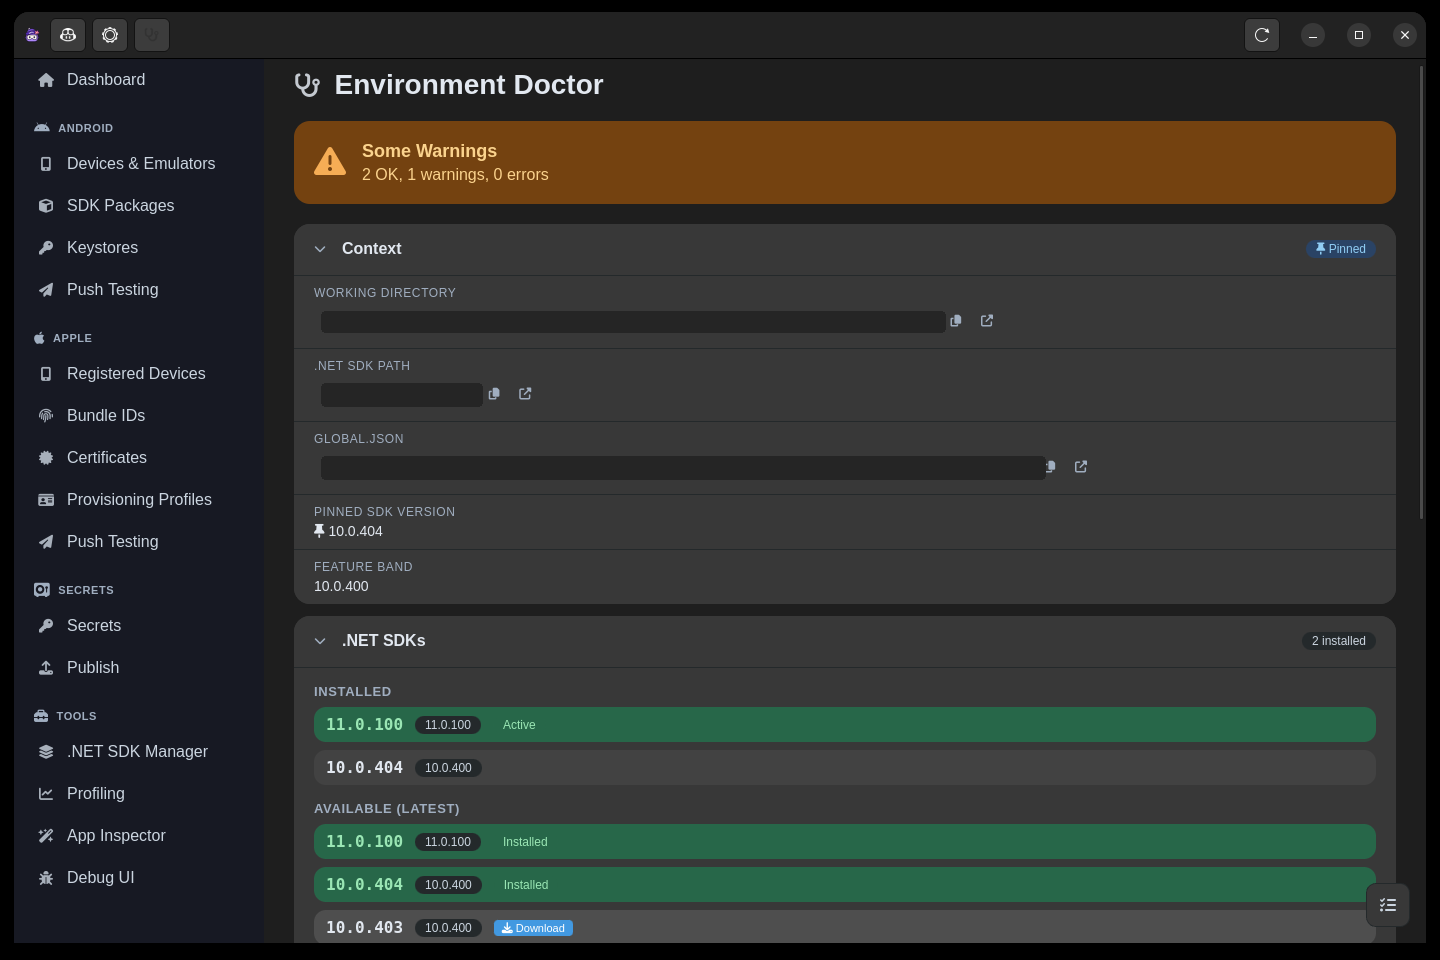 Environment Doctor
Dashboard
ANDROID
Devices & Emulators
SDK Packages
Keystores
Push Testing
APPLE
Registered Devices
Bundle IDs
Certificates
Provisioning Profiles
Push Testing
SECRETS
Secrets
Publish
TOOLS
.NET SDK Manager
Profiling
App Inspector
Debug UI
Some Warnings
2 OK, 1 warnings, 0 errors
Context
Pinned
WORKING DIRECTORY
.NET SDK PATH
GLOBAL.JSON
PINNED SDK VERSION
10.0.404
FEATURE BAND
10.0.400
.NET SDKs
2 installed
INSTALLED
11.0.100 11.0.100 Active
10.0.404 10.0.400
AVAILABLE (LATEST)
11.0.100 11.0.100 Installed
10.0.404 10.0.400 Installed
10.0.403 10.0.400 Download